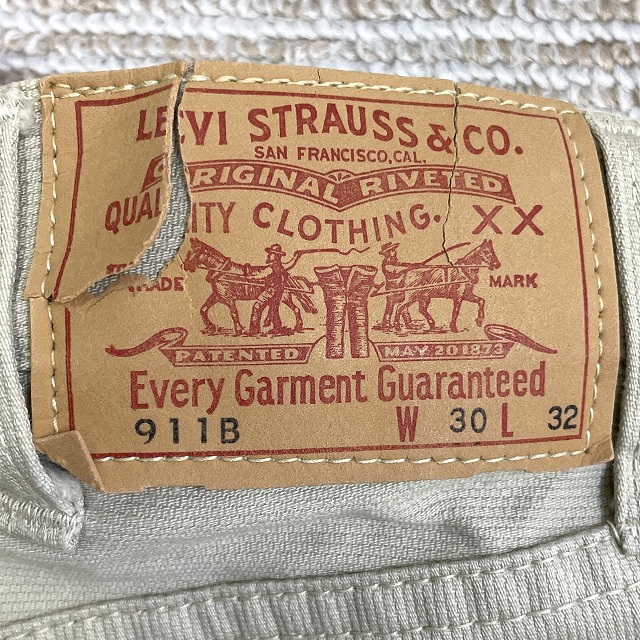 LEVI STRAUSS & CO.
SAN FRANCISCO, CAL.
ORIGINAL RIVETED
QUALITY CLOTHING. XX
TRADE MARK
PATENTED MAY 20 1873
Every Garment Guaranteed
911B W 30 L 32